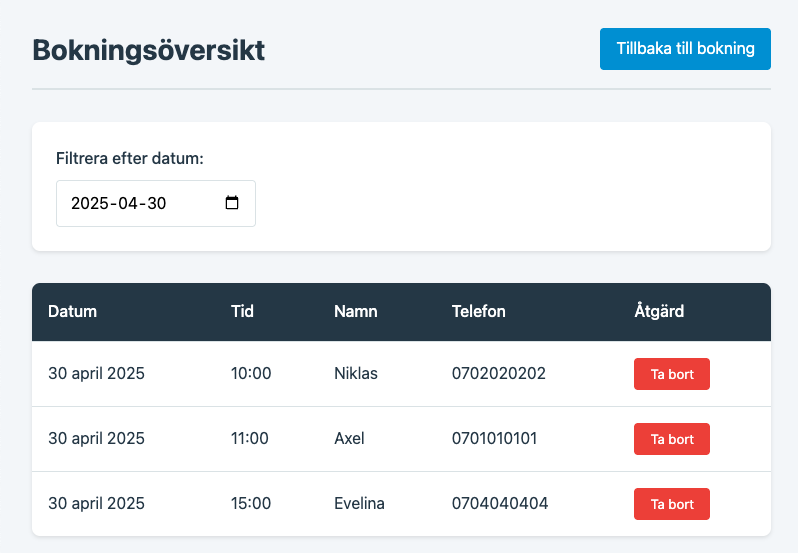 Bokningsöversikt
Tillbaka till bokning
Filtrera efter datum:
2025-04-30
Datum Tid Namn Telefon Åtgärd
30 april 2025 10:00 Niklas 0702020202 Ta bort
30 april 2025 11:00 Axel 0701010101 Ta bort
30 april 2025 15:00 Evelina 0704040404 Ta bort